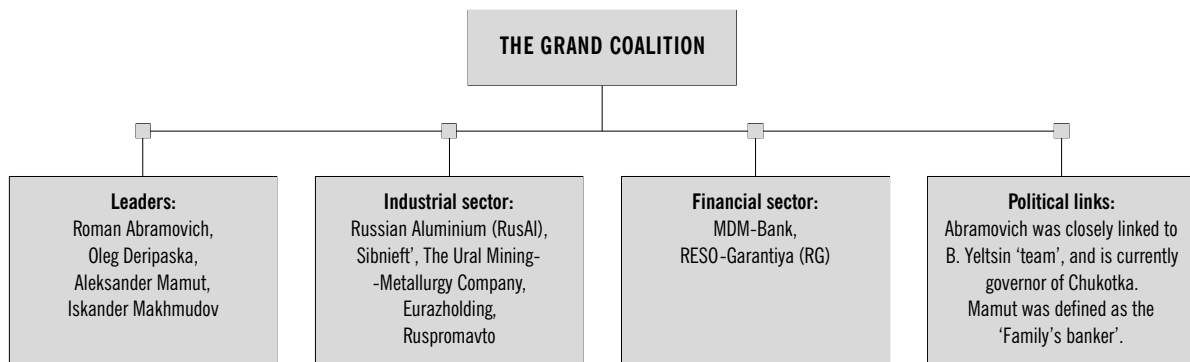 THE GRAND COALITION
Leaders:
Roman Abramovich,
Oleg Deripaska,
Aleksander Mamut,
Iskander Makhmudov
Industrial sector:
Russian Aluminium (RusAl),
Sibnieft’, The Ural Mining-
-Metallurgy Company,
Eurazholding,
Ruspromavto
Financial sector:
MDM-Bank,
RESO-Garantiya (RG)
Political links:
Abramovich was closely linked to
B. Yeltsin ‘team’, and is currently
governor of Chukotka.
Mamut was defined as the
‘Family’s banker’.